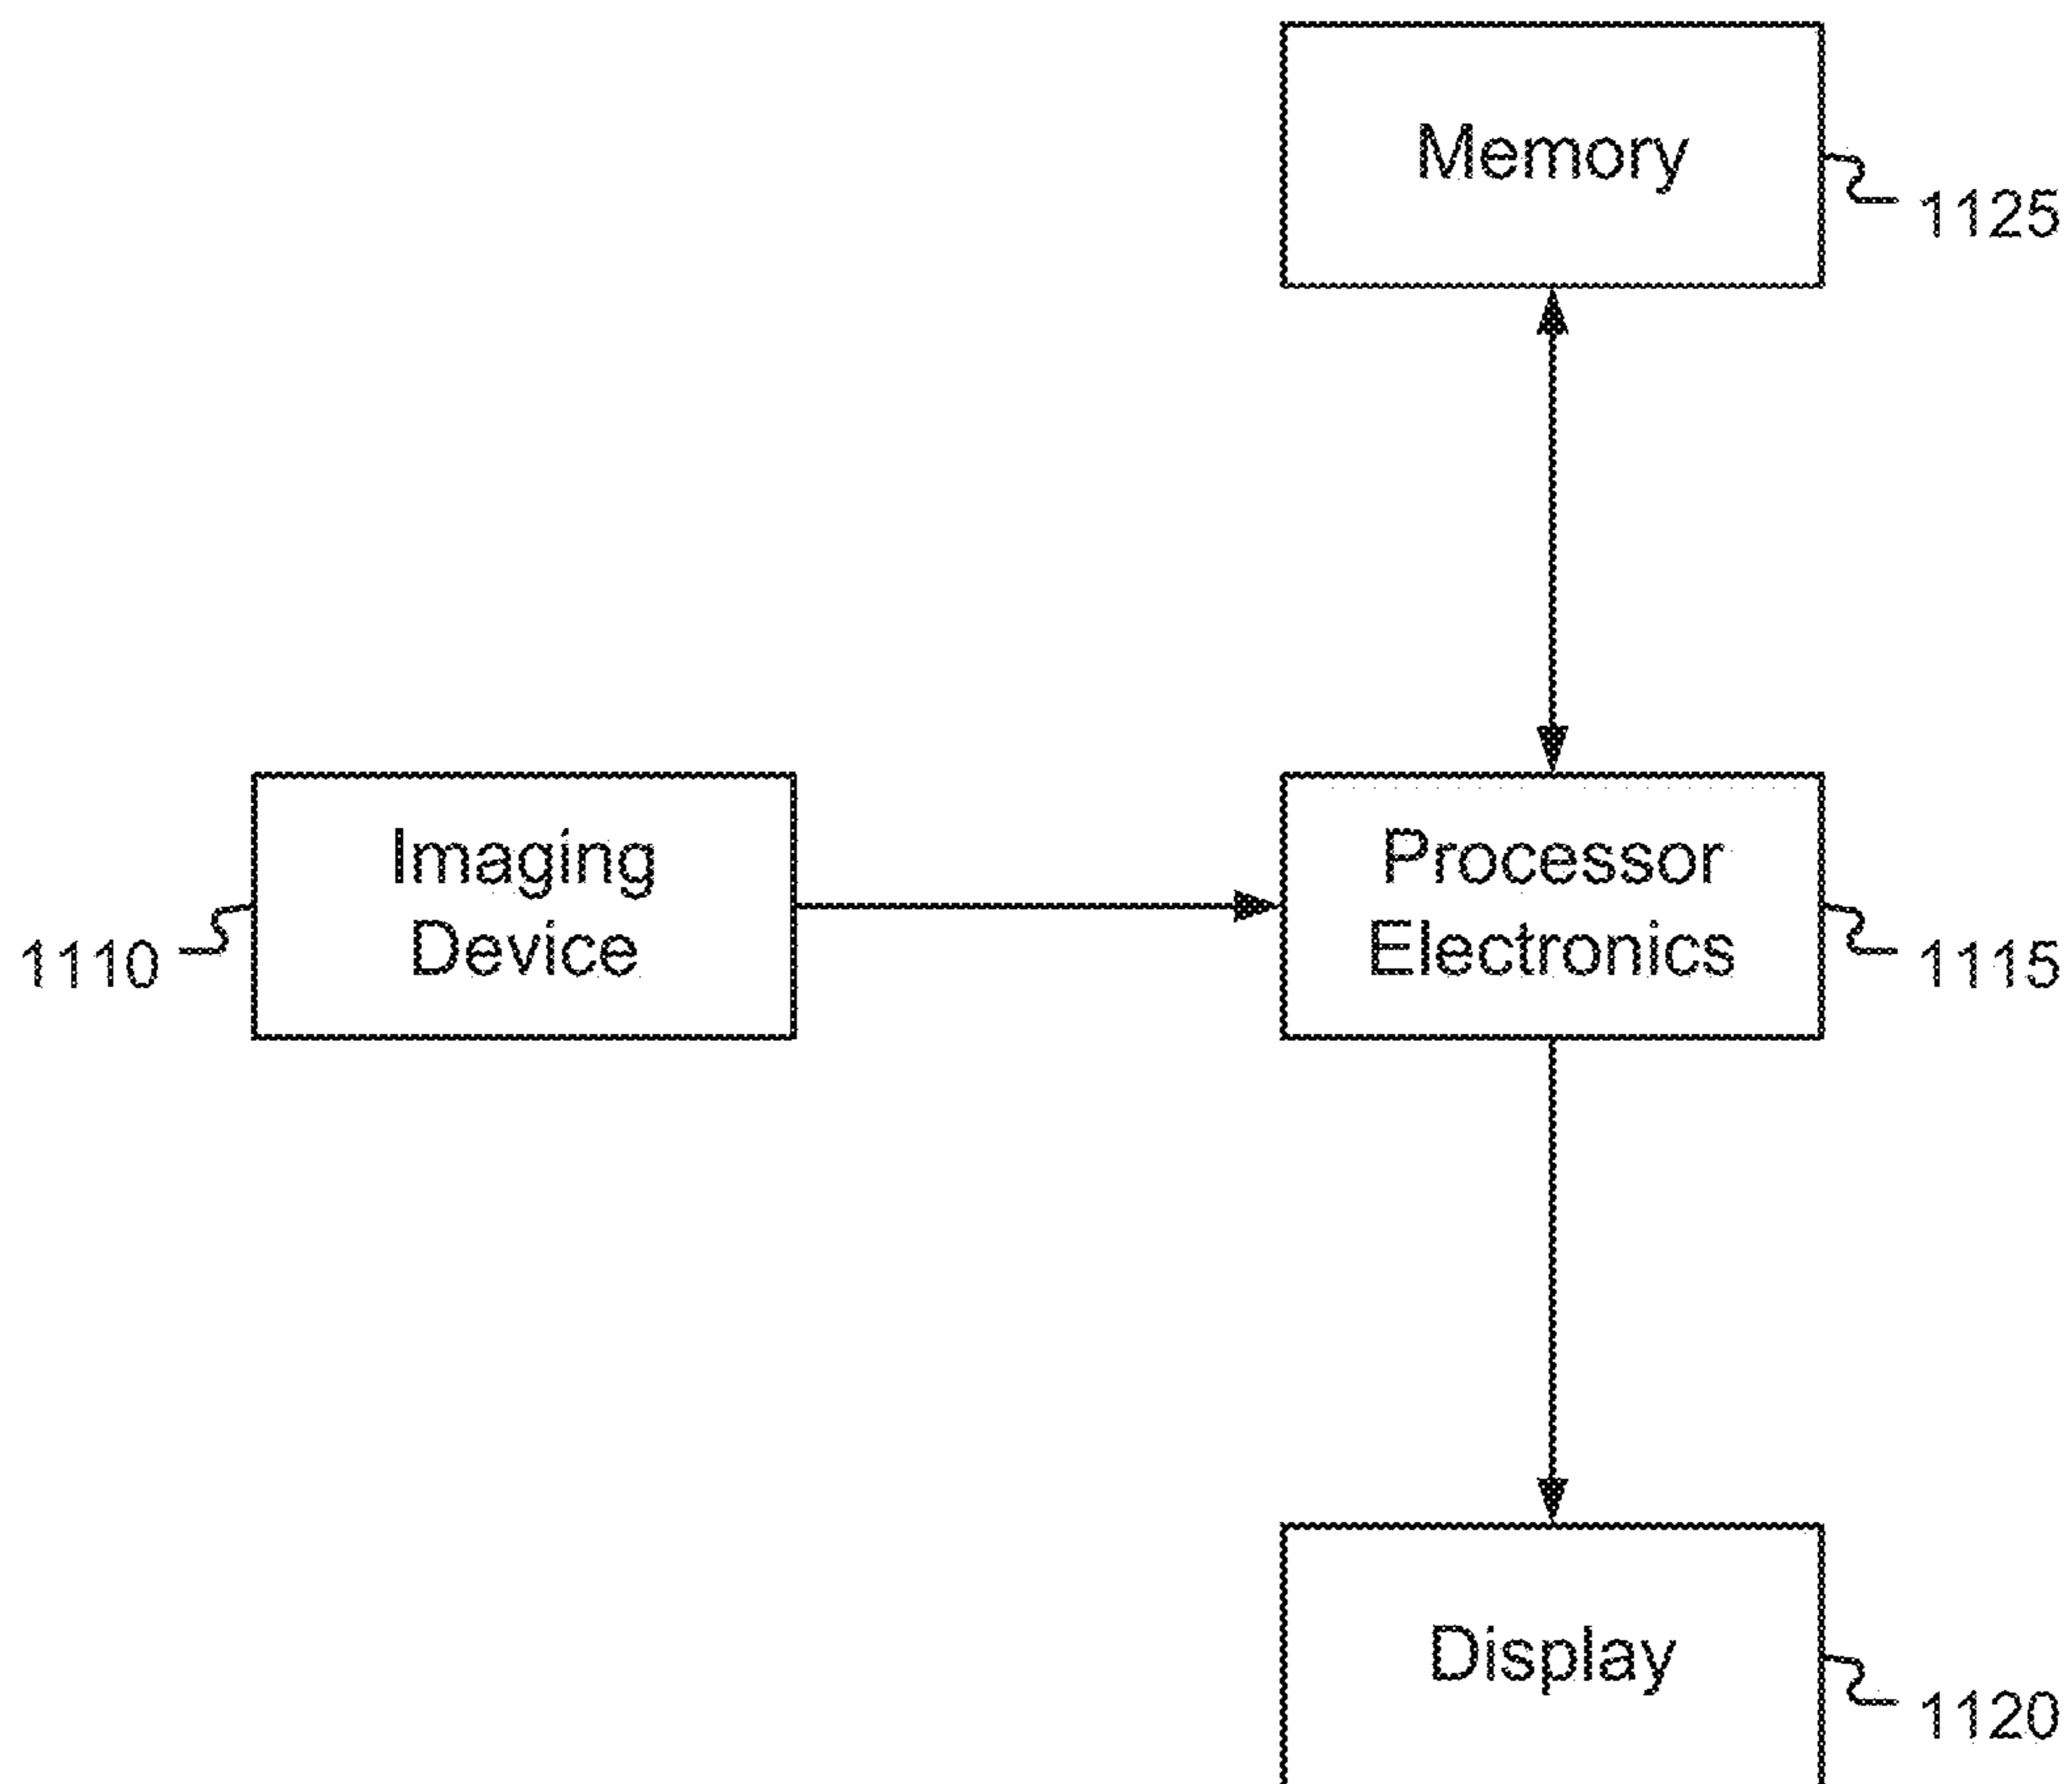 Memory
1125
Imaging
Device
1110
Processor
Electronics
1115
Display
1120